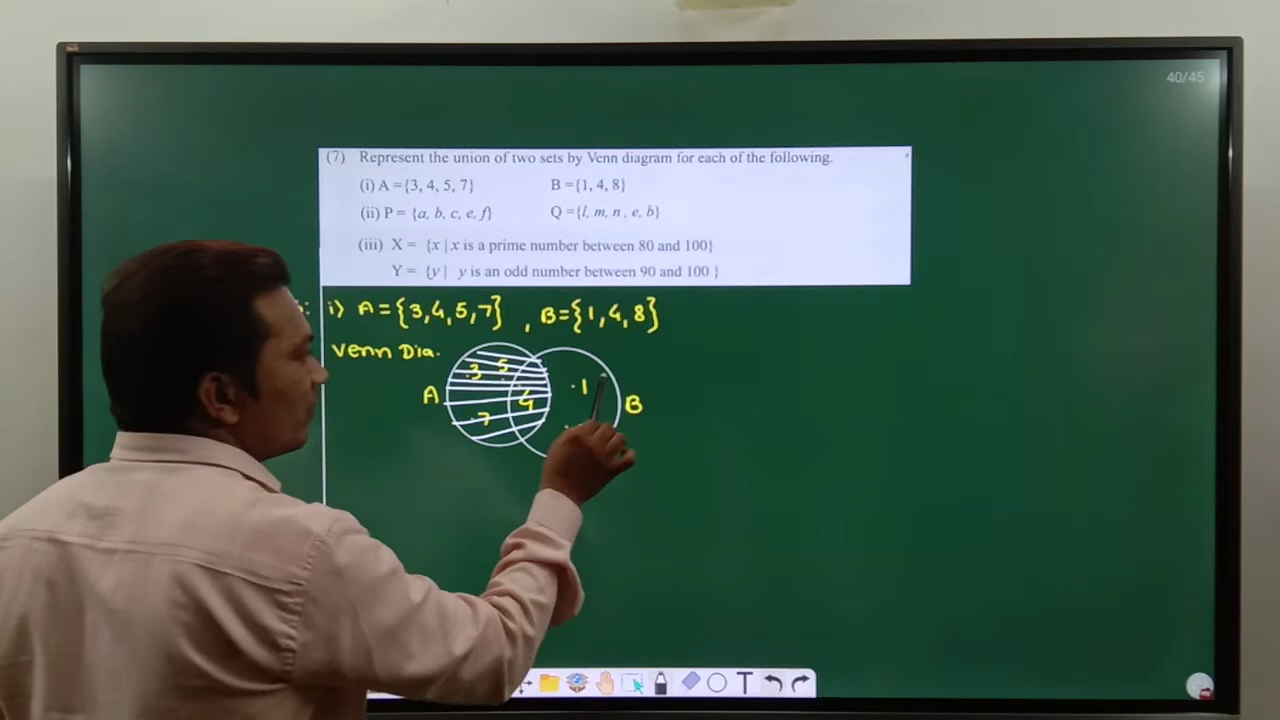 40/45
(7) Represent the union of two sets by Venn diagram for each of the following.
(i) A ={3, 4, 5, 7} B ={1, 4, 8}
(ii) P = {a, b, c, e, f} Q ={l, m, n , e, b}
(iii) X = {x | x is a prime number between 80 and 100}
Y = {y | y is an odd number between 90 and 100 }
i) A = {3,4,5,7} , B={1,4,8}
Venn Dia.
.3 5
A 4 .1 B
.7
T